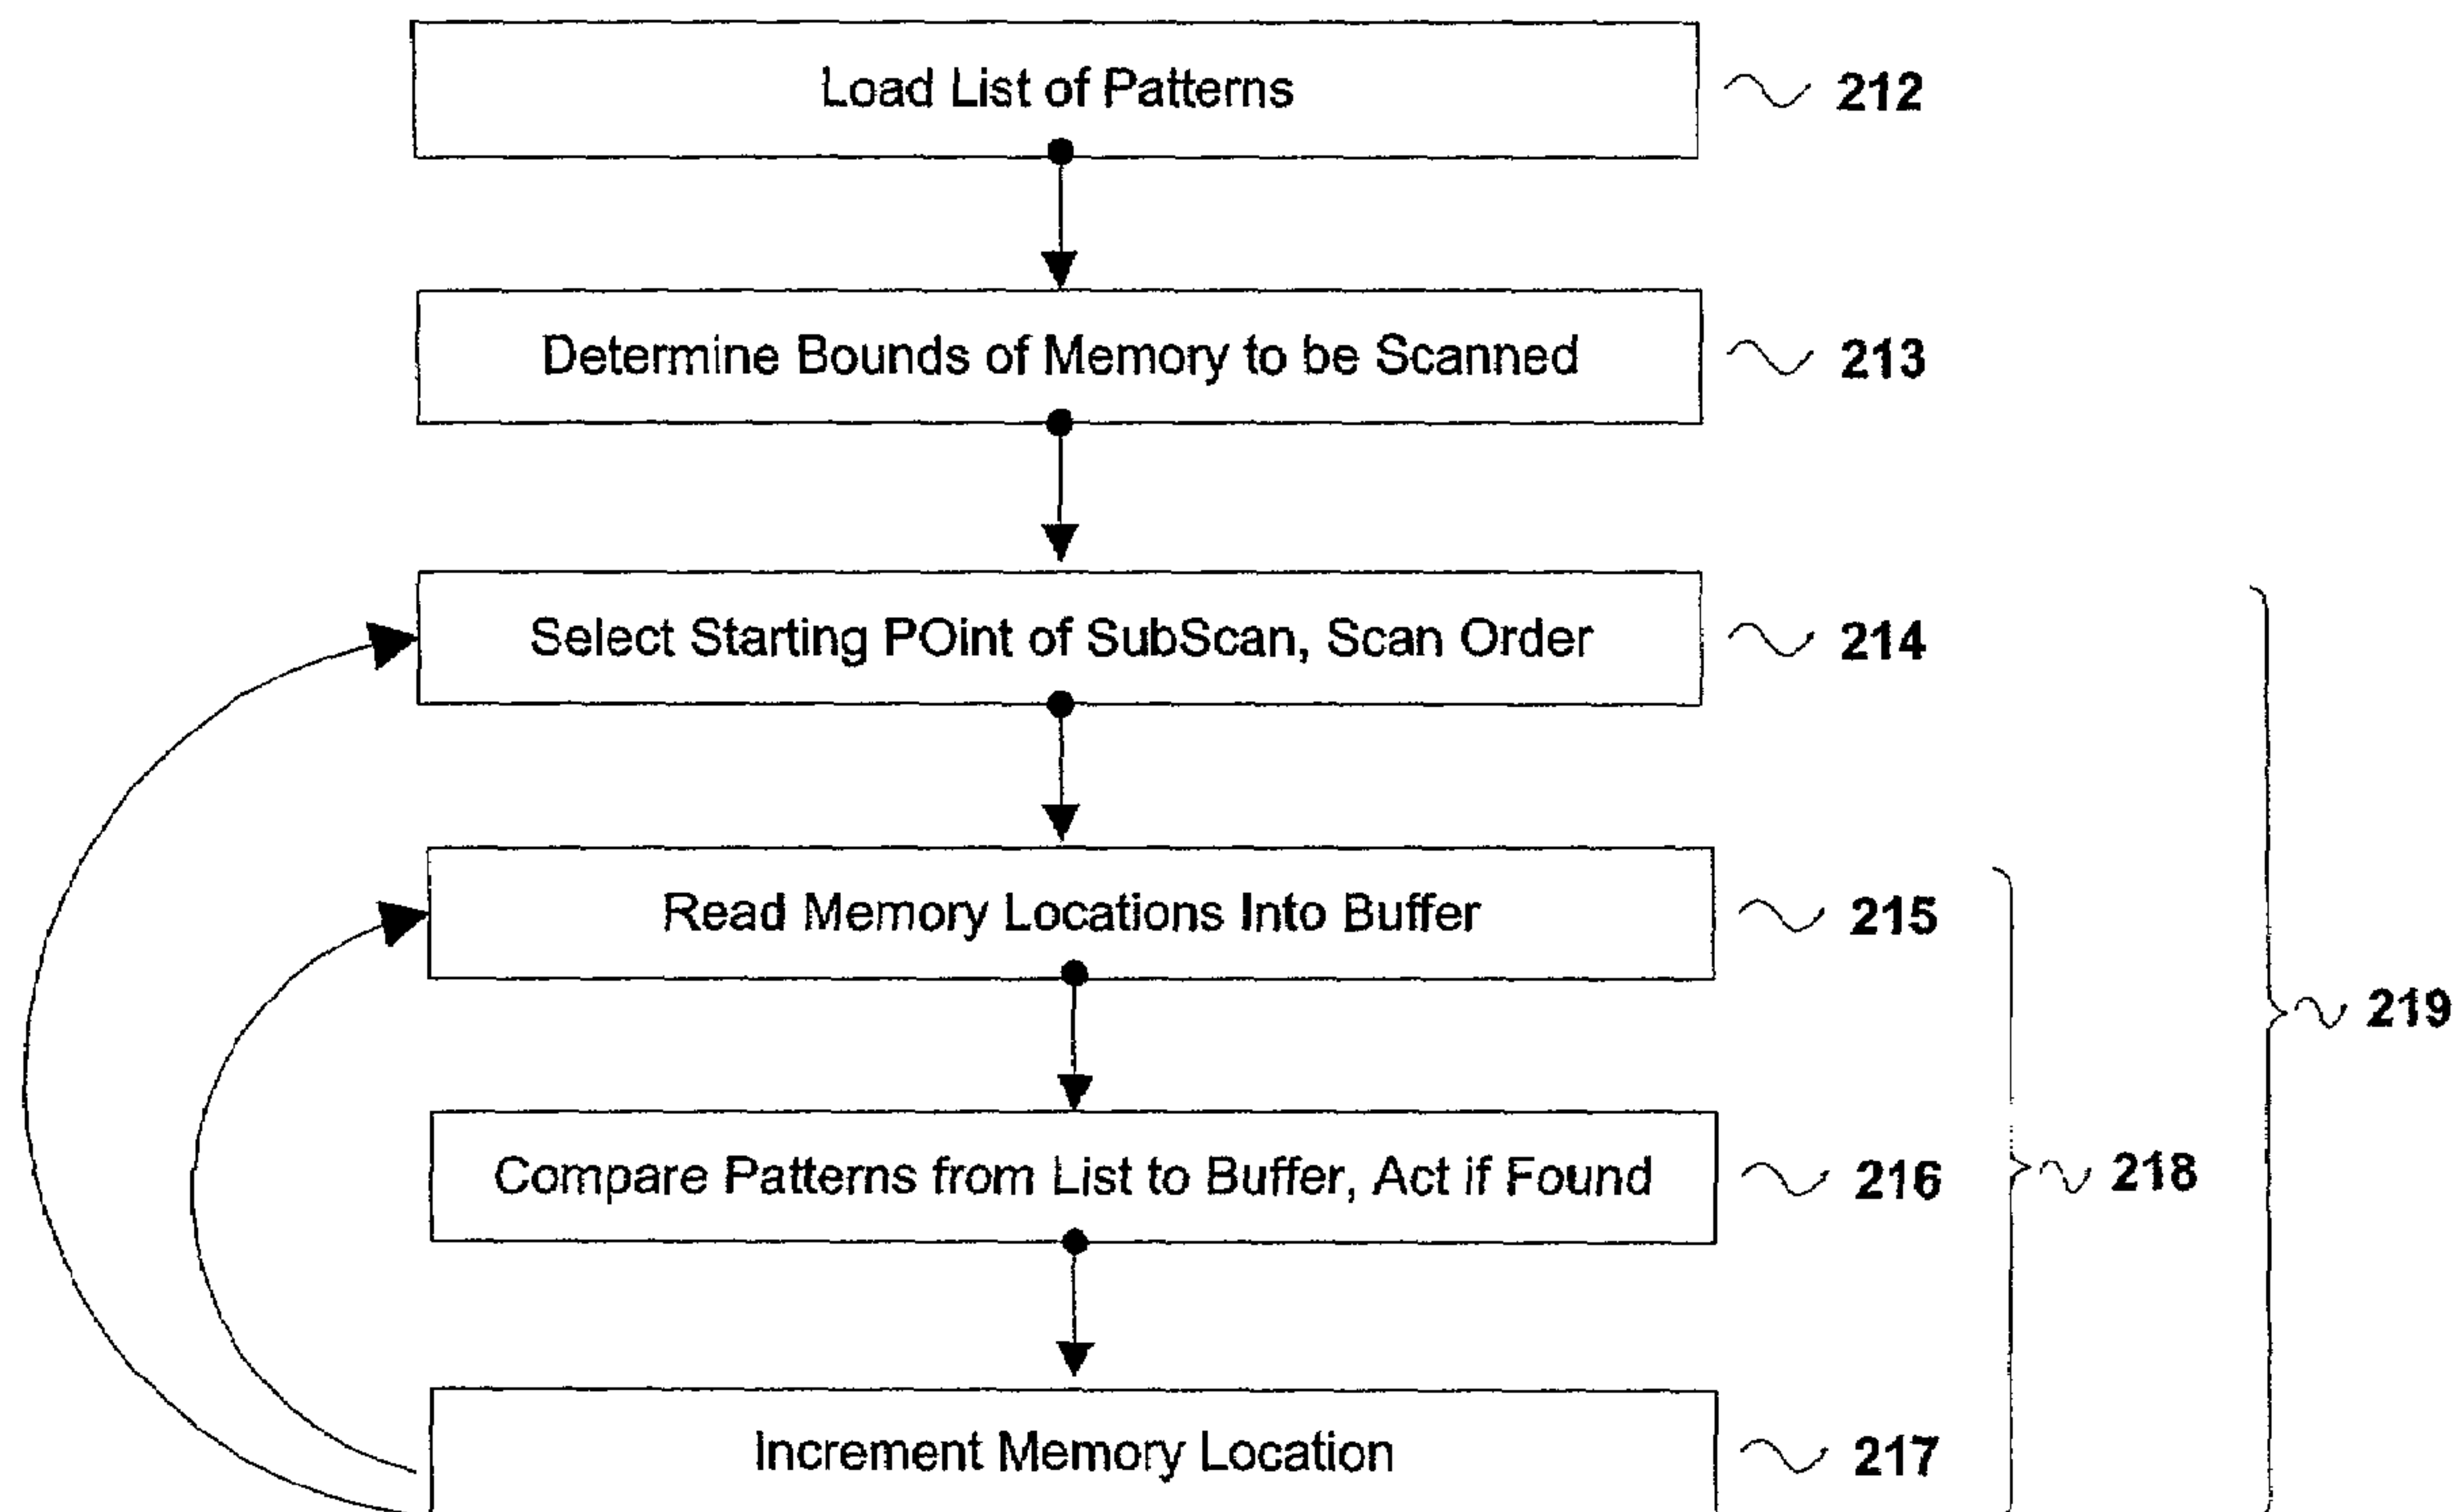 Load List of Patterns 212
Determine Bounds of Memory to be Scanned 213
Select Starting POint of SubScan, Scan Order 214
Read Memory Locations Into Buffer 215
219
Compare Patterns from List to Buffer, Act if Found 216
218
Increment Memory Location 217